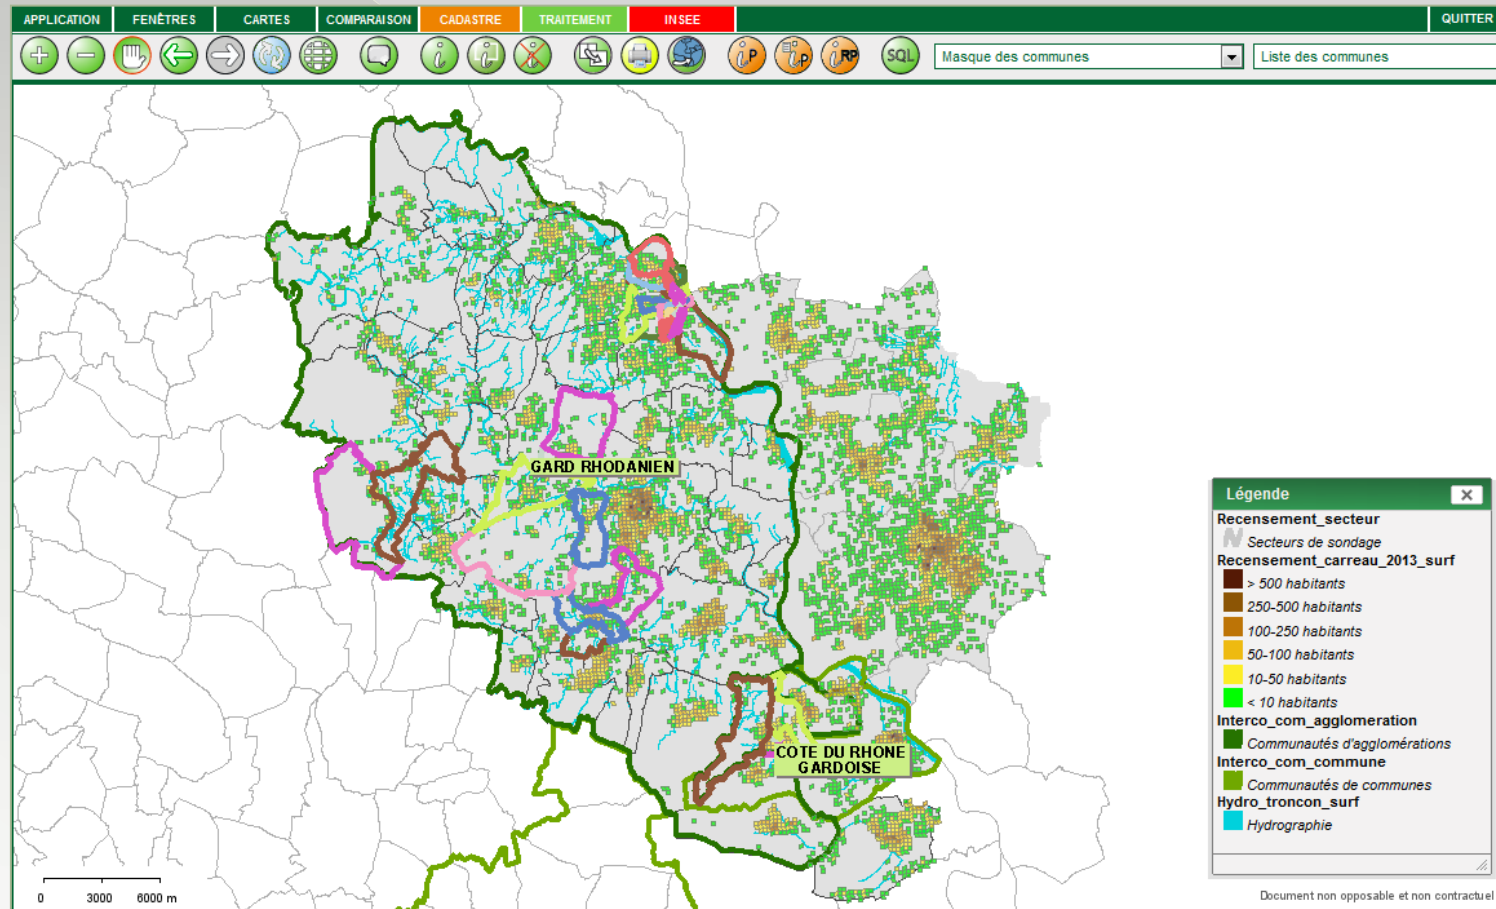 APPLICATION FENÊTRES CARTES COMPARAISON CADASTRE TRAITEMENT INSEE QUITTER
i i i i P i P i RP SQL Masque des communes Liste des communes
GARD RHODANIEN
COTE DU RHONE
GARDOISE
Légende
Recensement_secteur
Secteurs de sondage
Recensement_carreau_2013_surf
> 500 habitants
250-500 habitants
100-250 habitants
50-100 habitants
10-50 habitants
< 10 habitants
Interco_com_agglomeration
Communautés d'agglomérations
Interco_com_commune
Communautés de communes
Hydro_troncon_surf
Hydrographie
0 3000 6000 m
Document non opposable et non contractuel